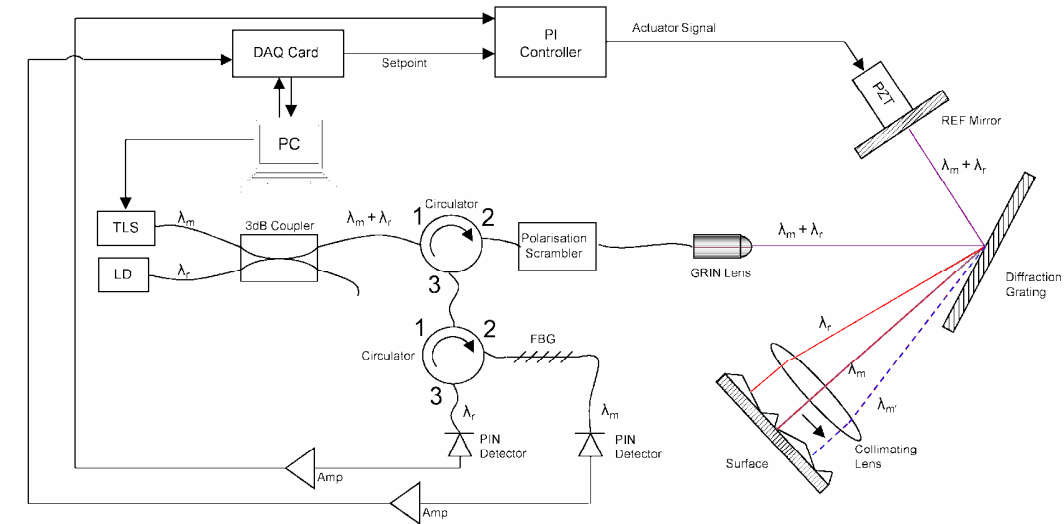 DAQ Card
Setpoint
PI
Controller
Actuator Signal
PZT
REF Mirror
PC
λm + λr
TLS
λm
3dB Coupler
λm + λr
Circulator
1
2
3
Polarisation
Scrambler
GRIN Lens
λm + λr
Diffraction
Grating
LD
λr
Circulator
1
2
3
FBG
λr
λm
λm'
Collimating
Lens
Surface
λr
PIN
Detector
λm
PIN
Detector
Amp
Amp